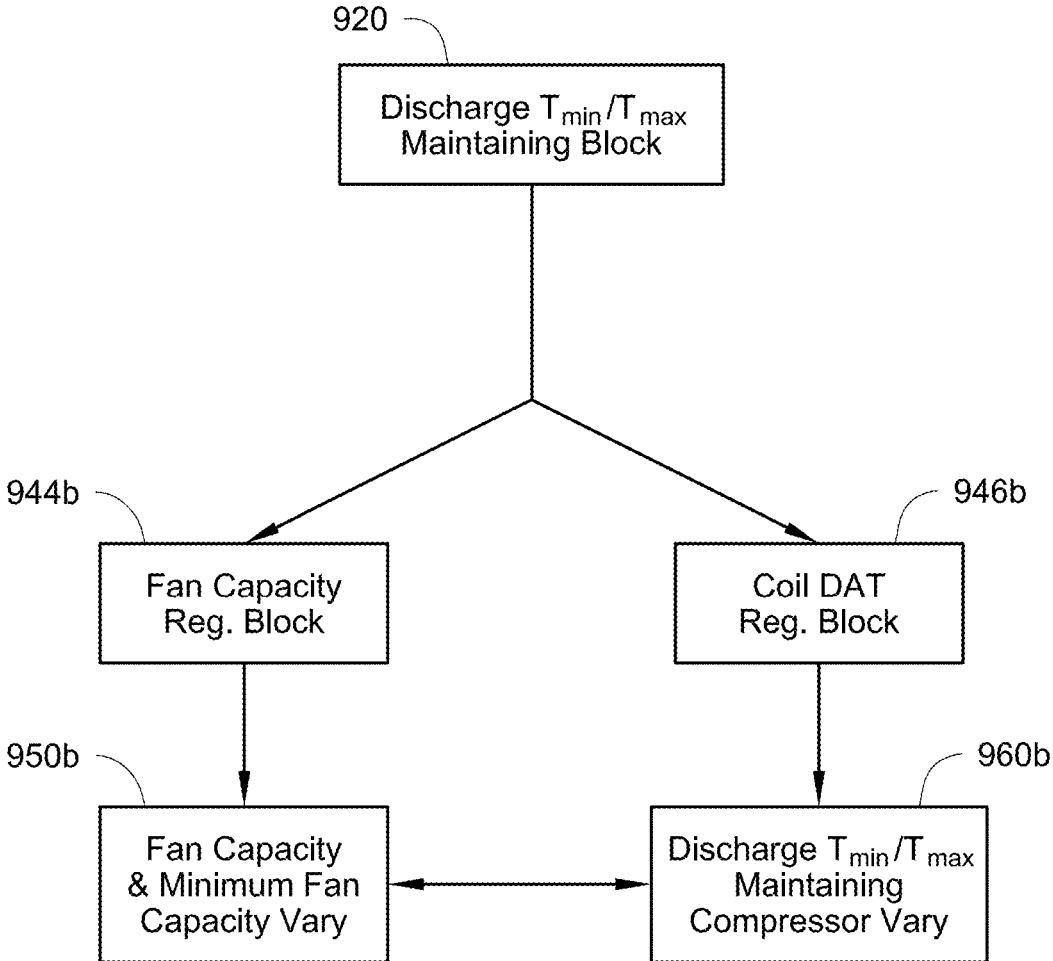 920
Discharge Tmin/Tmax
Maintaining Block
944b
946b
Fan Capacity
Reg. Block
Coil DAT
Reg. Block
950b
960b
Fan Capacity
& Minimum Fan
Capacity Vary
Discharge Tmin/Tmax
Maintaining
Compressor Vary